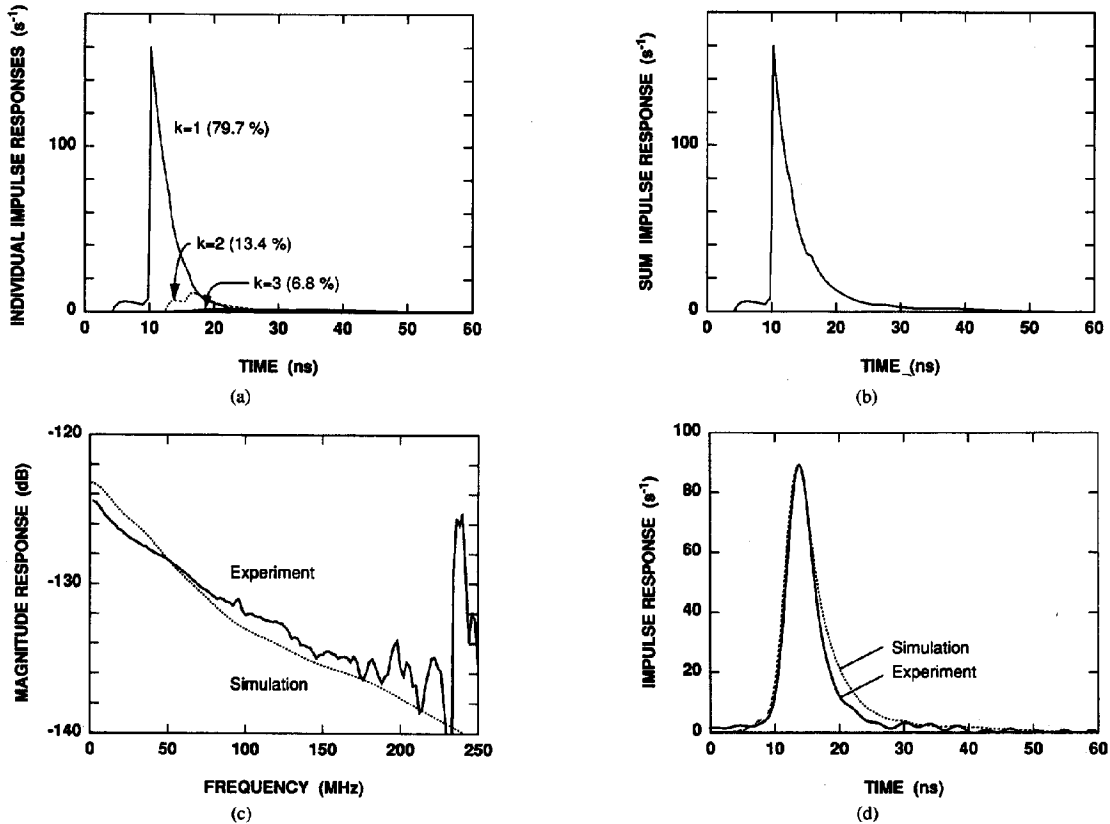 INDIVIDUAL IMPULSE RESPONSES (s⁻¹)
100
0
k=1 (79.7 %)
k=2 (13.4 %)
k=3 (6.8 %)
0 10 20 30 40 50 60
TIME (ns)
(a)
SUM IMPULSE RESPONSE (s⁻¹)
100
0
0 10 20 30 40 50 60
TIME (ns)
(b)
MAGNITUDE RESPONSE (dB)
-120
-130
-140
Experiment
Simulation
0 50 100 150 200 250
FREQUENCY (MHz)
(c)
IMPULSE RESPONSE (s⁻¹)
100
80
60
40
20
0
Simulation
Experiment
0 10 20 30 40 50 60
TIME (ns)
(d)